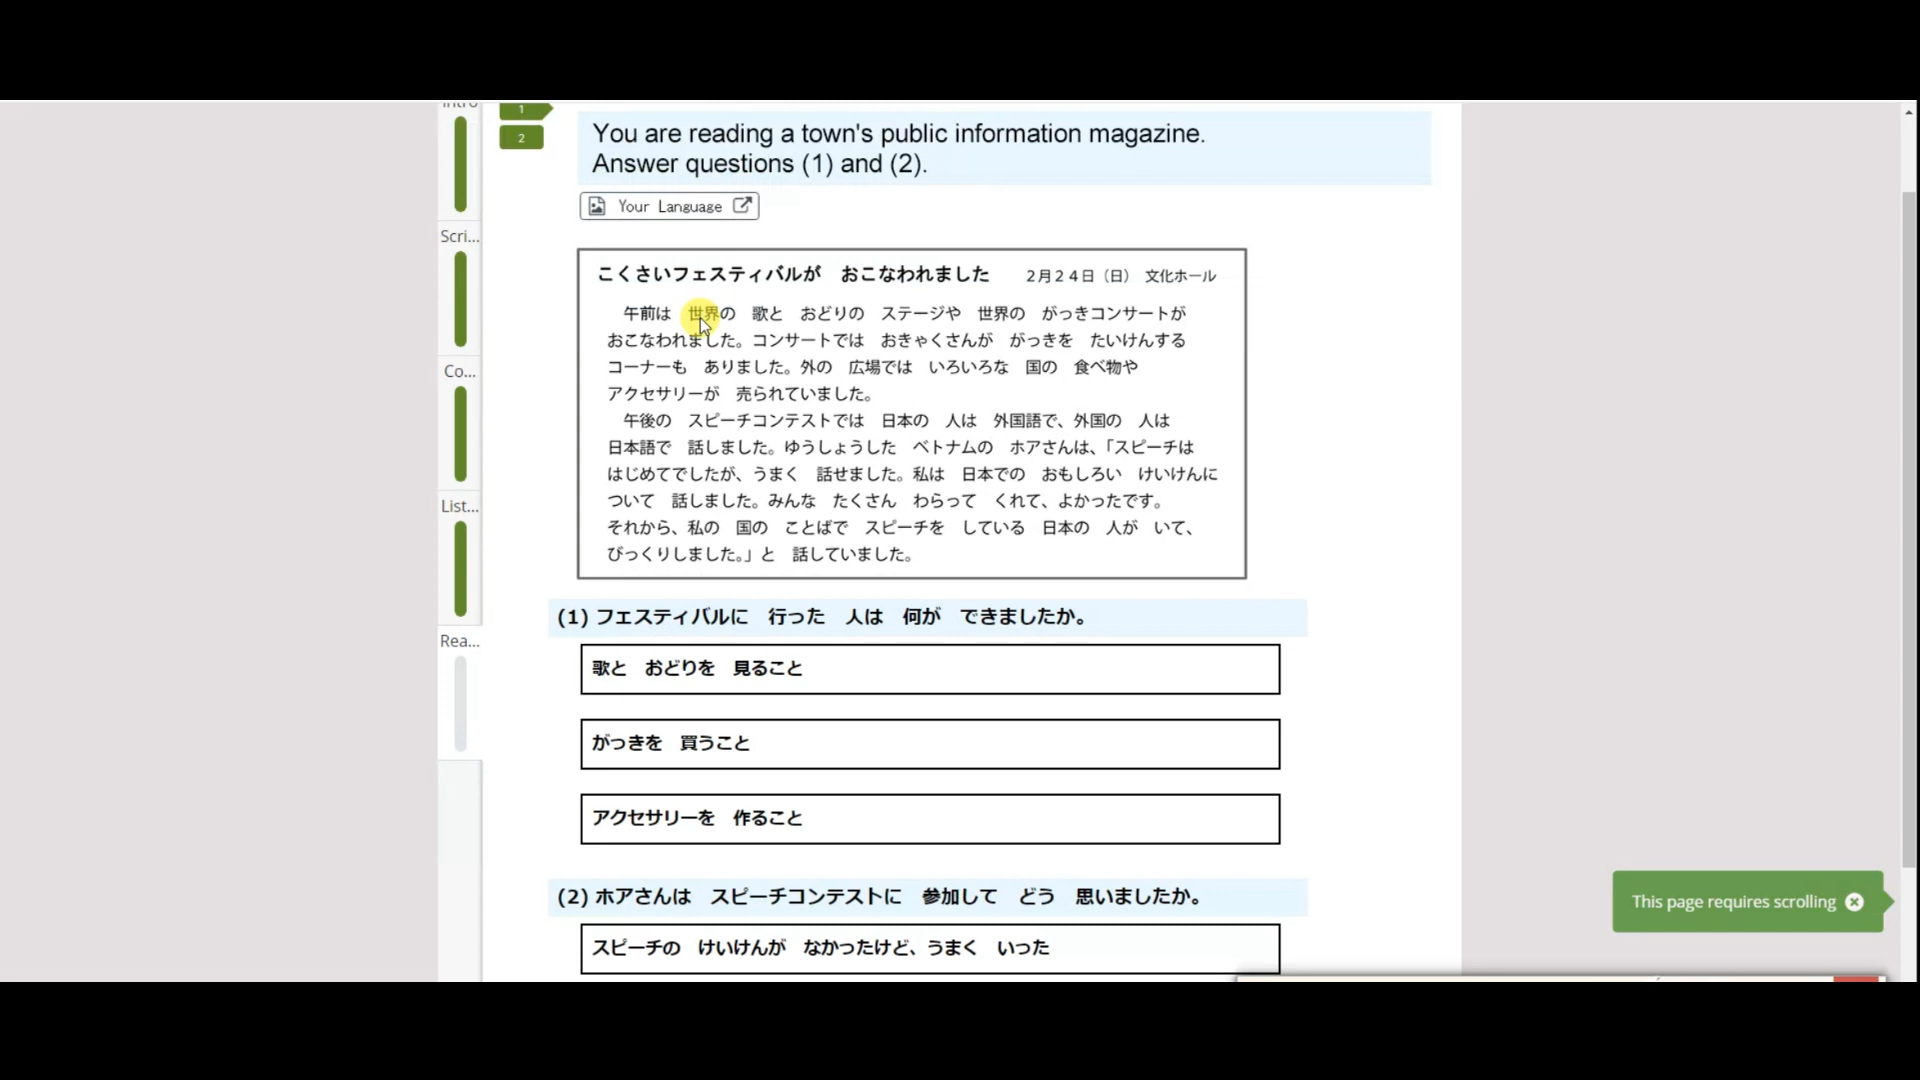 1
2
You are reading a town's public information magazine.
Answer questions (1) and (2).
Your Language
Scri...
Co...
List...
Rea...
こくさいフェスティバルが　おこなわれました　2月24日（日）　文化ホール
午前は　世界の　歌と　おどりの　ステージや　世界の　がっきコンサートが
おこなわれました。コンサートでは　おきゃくさんが　がっきを　たいけんする
コーナーも　ありました。外の　広場では　いろいろな　国の　食べ物や
アクセサリーが　売られていました。
午後の　スピーチコンテストでは　日本の　人は　外国語で、外国の　人は
日本語で　話しました。ゆうしょうした　ベトナムの　ホアさんは、「スピーチは
はじめてでしたが、うまく　話せました。私は　日本での　おもしろい　けいけんに
ついて　話しました。みんな　たくさん　わらって　くれて、よかったです。
それから、私の　国の　ことばで　スピーチを　している　日本の　人が　いて、
びっくりしました。」と　話していました。
(1) フェスティバルに　行った　人は　何が　できましたか。
歌と　おどりを　見ること
がっきを　買うこと
アクセサリーを　作ること
(2) ホアさんは　スピーチコンテストに　参加して　どう　思いましたか。
スピーチの　けいけんが　なかったけど、うまく　いった
This page requires scrolling